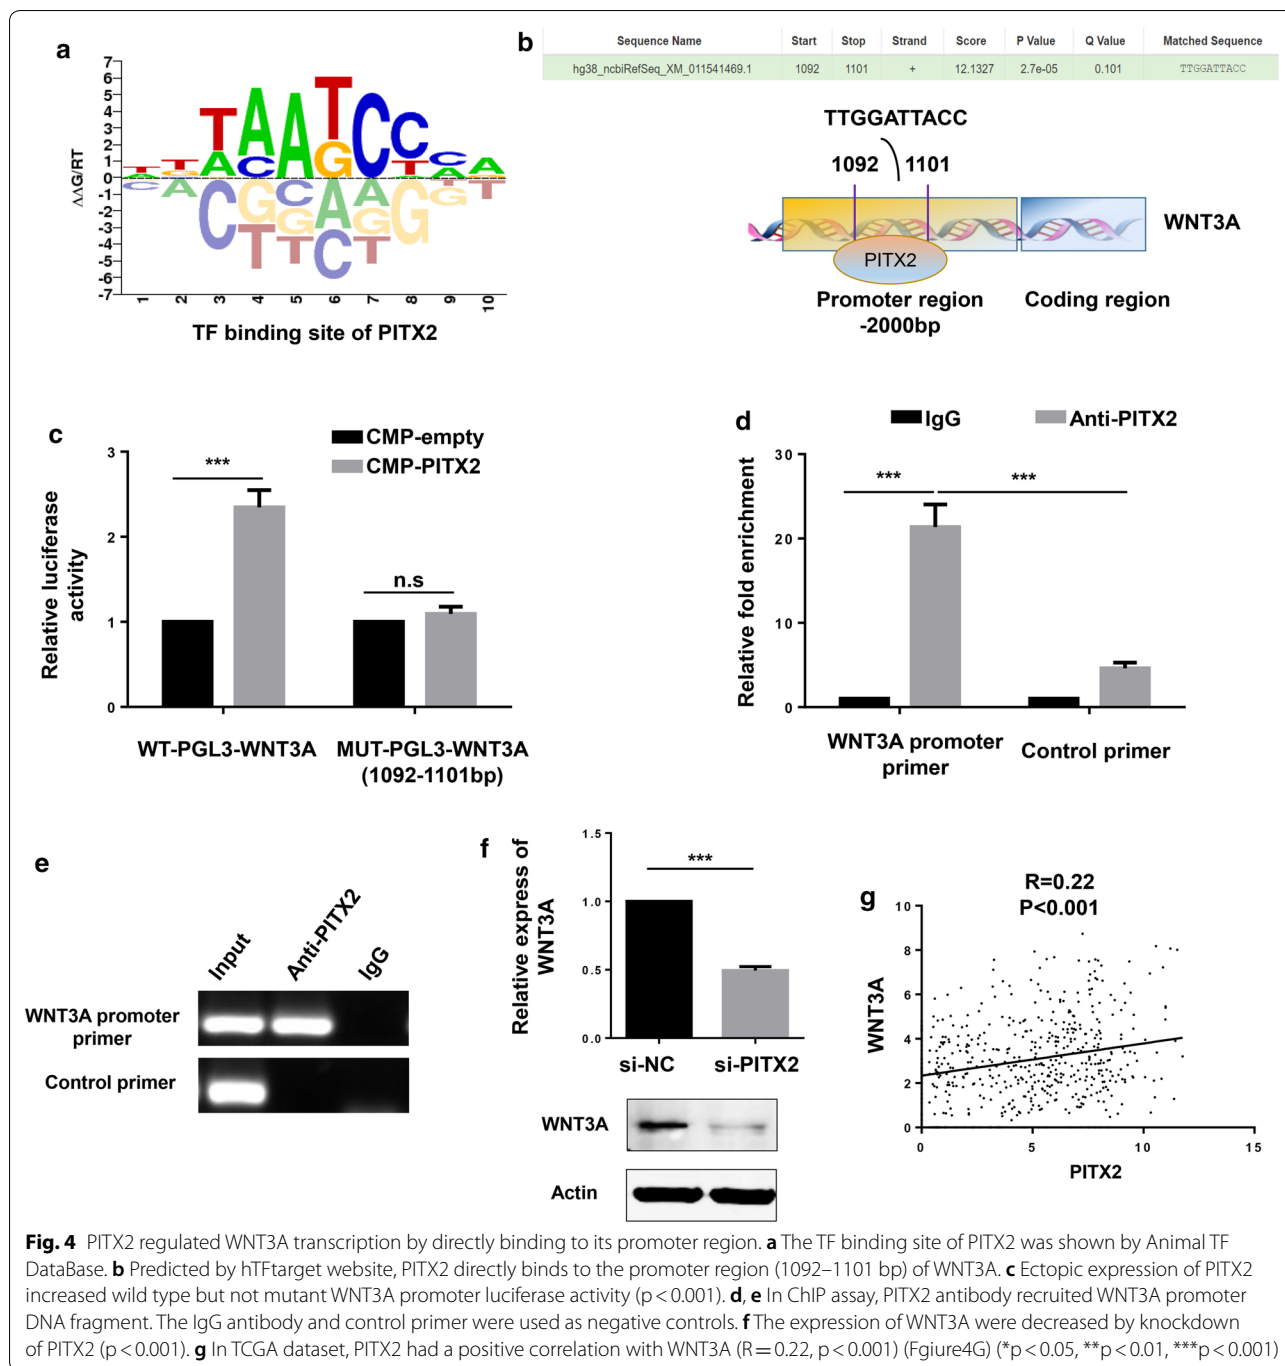 a
7
6
5
4
3
2
1
0
-1
-2
-3
-4
-5
-6
-7
ΔΔG/RT
1 2 3 4 5 6 7 8 9 10
TF binding site of PITX2
b
Sequence Name Start Stop Strand Score P Value Q Value Matched Sequence
hg38_ncbiRefSeq_XM_011541469.1 1092 1101 + 12.1327 2.7e-05 0.101 TTGGATTACC
TTGGATTACC
1092 1101
WNT3A
PITX2
Promoter region
-2000bp
Coding region
c
CMP-empty
CMP-PITX2
Relative luciferase
activity
3
2
1
0
***
n.s
WT-PGL3-WNT3A
MUT-PGL3-WNT3A
(1092-1101bp)
d
IgG
Anti-PITX2
Relative fold enrichment
30
20
10
0
***
***
WNT3A promoter
primer
Control primer
e
Input
Anti-PITX2
IgG
WNT3A promoter
primer
Control primer
f
Relative express of
WNT3A
1.5
1.0
0.5
0.0
***
si-NC
si-PITX2
WNT3A
Actin
g
R=0.22
P<0.001
WNT3A
10
8
6
4
2
0
0 5 10 15
PITX2
Fig. 4 PITX2 regulated WNT3A transcription by directly binding to its promoter region. a The TF binding site of PITX2 was shown by Animal TF
DataBase. b Predicted by hTFtarget website, PITX2 directly binds to the promoter region (1092–1101 bp) of WNT3A. c Ectopic expression of PITX2
increased wild type but not mutant WNT3A promoter luciferase activity (p < 0.001). d, e In ChIP assay, PITX2 antibody recruited WNT3A promoter
DNA fragment. The IgG antibody and control primer were used as negative controls. f The expression of WNT3A were decreased by knockdown
of PITX2 (p < 0.001). g In TCGA dataset, PITX2 had a positive correlation with WNT3A (R = 0.22, p < 0.001) (Fgiure4G) (*p < 0.05, **p < 0.01, ***p < 0.001)